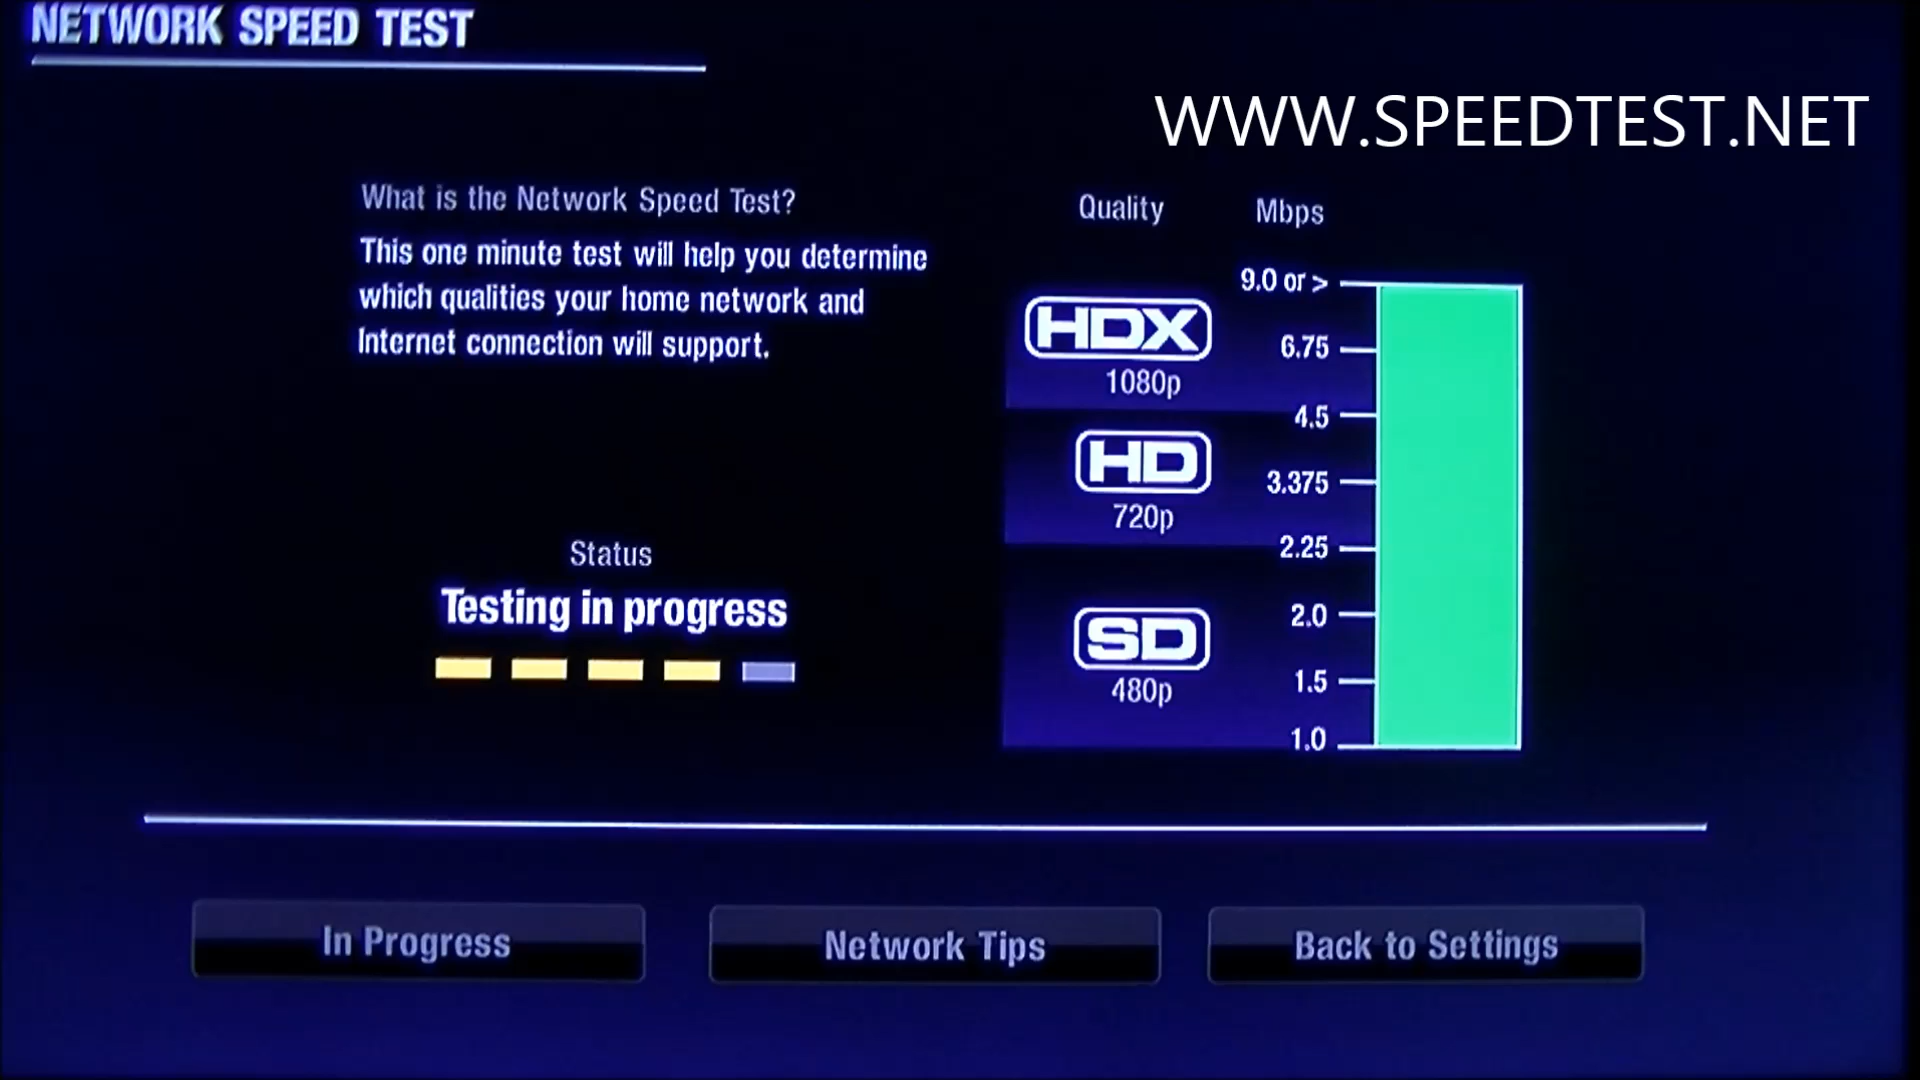 NETWORK SPEED TEST
WWW.SPEEDTEST.NET
What is the Network Speed Test?
This one minute test will help you determine
which qualities your home network and
Internet connection will support.
Status
Testing in progress
Quality Mbps
9.0 or >
HDX
6.75
1080p
4.5
HD
3.375
720p
2.25
2.0
SD
1.5
480p
1.0
In Progress
Network Tips
Back to Settings